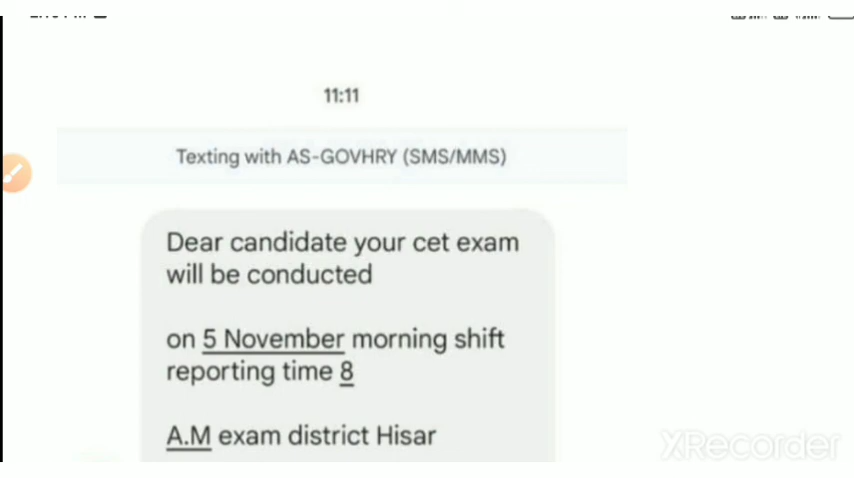 11:11
Texting with AS-GOVHRY (SMS/MMS)
Dear candidate your cet exam
will be conducted
on 5 November morning shift
reporting time 8
A.M exam district Hisar
XRecorder